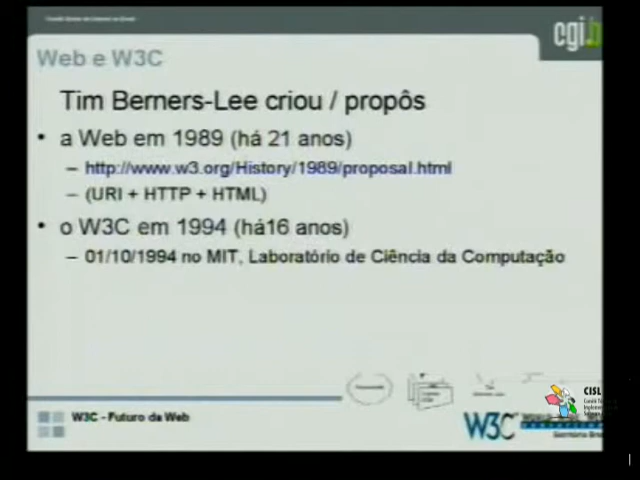 cgi.b
Web e W3C
Tim Berners-Lee criou / propôs
• a Web em 1989 (há 21 anos)
– http://www.w3.org/History/1989/proposal.html
– (URI + HTTP + HTML)
• o W3C em 1994 (há16 anos)
– 01/10/1994 no MIT, Laboratório de Ciência da Computação
CISL
W3C - Futuro da Web
W3C